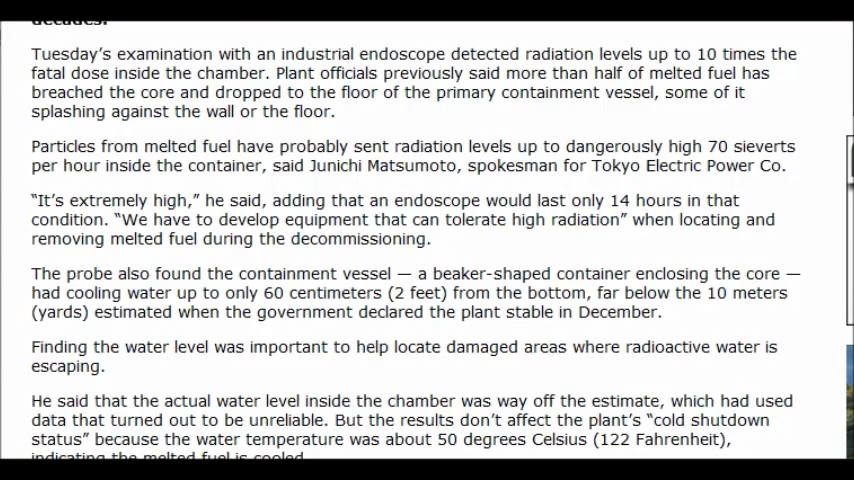 decades.
Tuesday's examination with an industrial endoscope detected radiation levels up to 10 times the
fatal dose inside the chamber. Plant officials previously said more than half of melted fuel has
breached the core and dropped to the floor of the primary containment vessel, some of it
splashing against the wall or the floor.
Particles from melted fuel have probably sent radiation levels up to dangerously high 70 sieverts
per hour inside the container, said Junichi Matsumoto, spokesman for Tokyo Electric Power Co.
“It's extremely high,” he said, adding that an endoscope would last only 14 hours in that
condition. “We have to develop equipment that can tolerate high radiation” when locating and
removing melted fuel during the decommissioning.
The probe also found the containment vessel — a beaker-shaped container enclosing the core —
had cooling water up to only 60 centimeters (2 feet) from the bottom, far below the 10 meters
(yards) estimated when the government declared the plant stable in December.
Finding the water level was important to help locate damaged areas where radioactive water is
escaping.
He said that the actual water level inside the chamber was way off the estimate, which had used
data that turned out to be unreliable. But the results don't affect the plant's “cold shutdown
status” because the water temperature was about 50 degrees Celsius (122 Fahrenheit),
indicating the melted fuel is cooled.